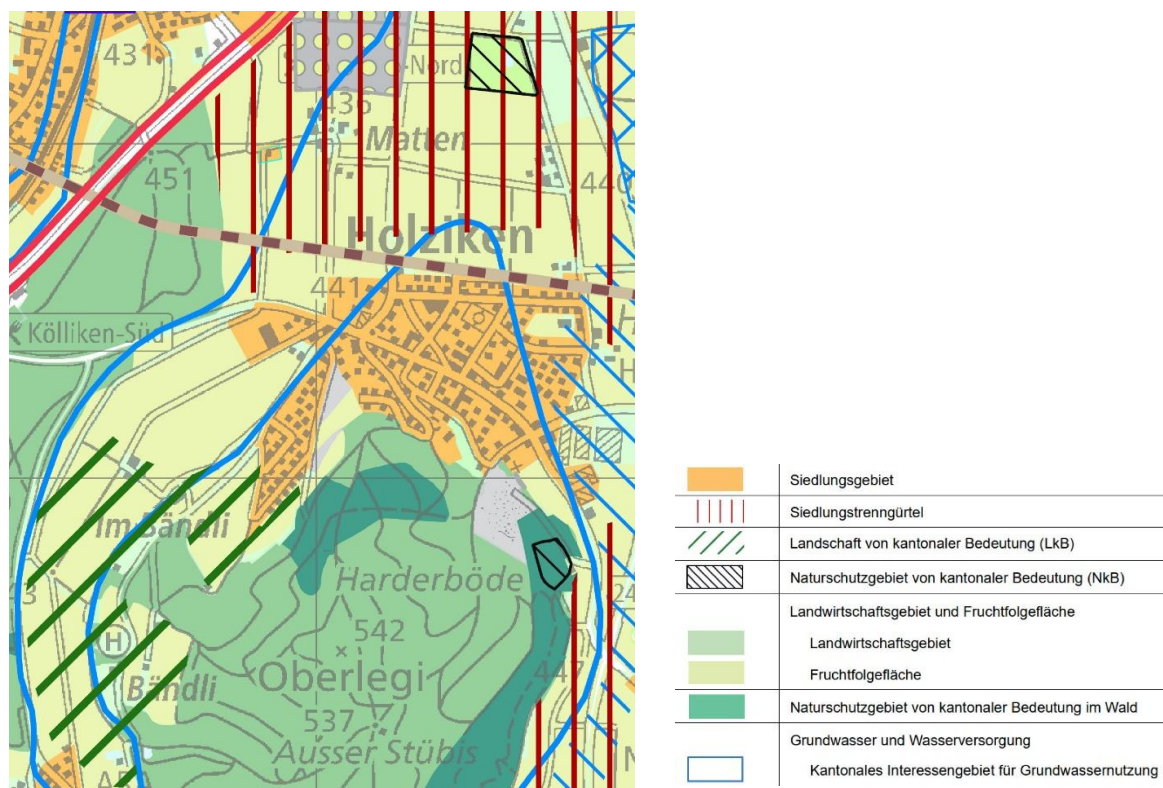 431
-Nord
436
Matten
451
440
Holziken
441
Kölliken-Süd
H
Im Bändli
Harderböde
542
H
Oberlegi
447
Bändli
537
Ausser Stübis
Siedlungsgebiet
Siedlungstrenngürtel
Landschaft von kantonaler Bedeutung (LkB)
Naturschutzgebiet von kantonaler Bedeutung (NkB)
Landwirtschaftsgebiet und Fruchtfolgefläche
Landwirtschaftsgebiet
Fruchtfolgefläche
Naturschutzgebiet von kantonaler Bedeutung im Wald
Grundwasser und Wasserversorgung
Kantonales Interessengebiet für Grundwassernutzung